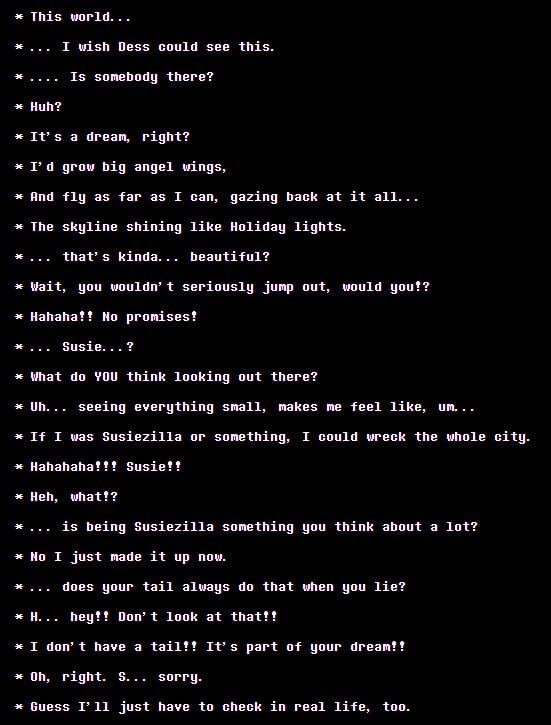 * This world...
* ... I wish Dess could see this.
* .... Is somebody there?
* Huh?
* It's a dream, right?
* I'd grow big angel wings,
* And fly as far as I can, gazing back at it all...
* The skyline shining like Holiday lights.
* ... that's kinda... beautiful?
* Wait, you wouldn't seriously jump out, would you!?
* Hahaha!! No promises!
* ... Susie...?
* What do YOU think looking out there?
* Uh... seeing everything small, makes me feel like, um...
* If I was Susiezilla or something, I could wreck the whole city.
* Hahahaha!!! Susie!!
* Heh, what!?
* ... is being Susiezilla something you think about a lot?
* No I just made it up now.
* ... does your tail always do that when you lie?
* H... hey!! Don't look at that!!
* I don't have a tail!! It's part of your dream!!
* Oh, right. S... sorry.
* Guess I'll just have to check in real life, too.